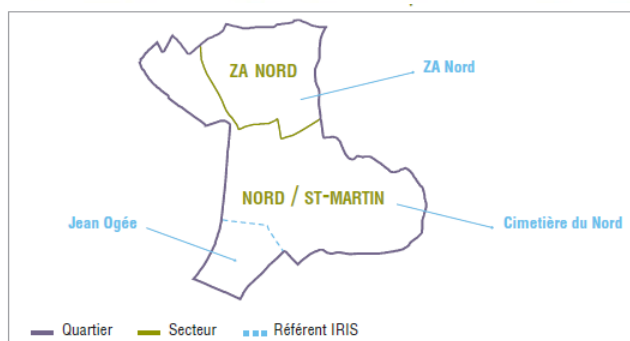 ZA NORD
ZA Nord
NORD / ST-MARTIN
Jean Ogée
Cimetière du Nord
Quartier
Secteur
Référent IRIS